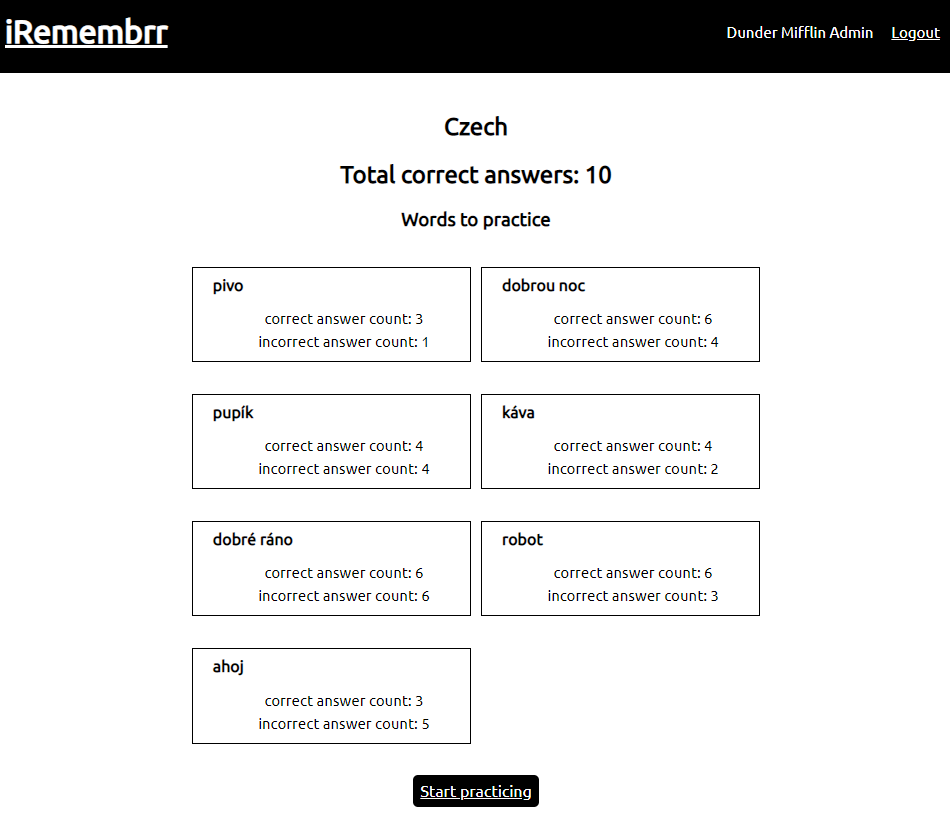 iRemembrr
Dunder Mifflin Admin Logout
Czech
Total correct answers: 10
Words to practice
pivo
correct answer count: 3
incorrect answer count: 1
dobrou noc
correct answer count: 6
incorrect answer count: 4
pupík
correct answer count: 4
incorrect answer count: 4
káva
correct answer count: 4
incorrect answer count: 2
dobré ráno
correct answer count: 6
incorrect answer count: 6
robot
correct answer count: 6
incorrect answer count: 3
ahoj
correct answer count: 3
incorrect answer count: 5
Start practicing